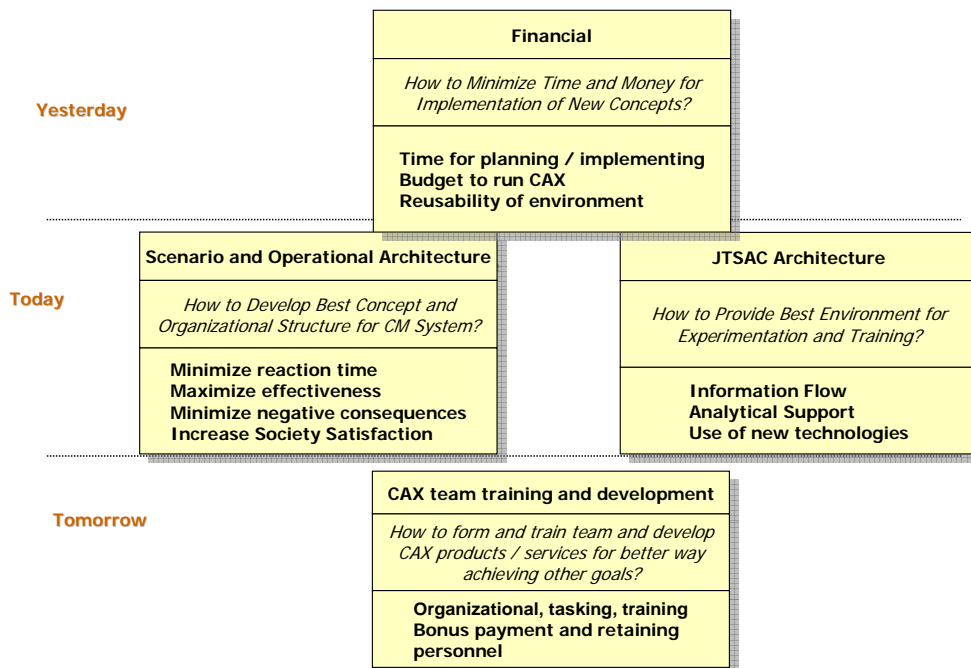 Financial
How to Minimize Time and Money for
Implementation of New Concepts?
Yesterday
Time for planning / implementing
Budget to run CAX
Reusability of environment
Scenario and Operational Architecture
How to Develop Best Concept and
Organizational Structure for CM System?
Today
Minimize reaction time
Maximize effectiveness
Minimize negative consequences
Increase Society Satisfaction
JTSAC Architecture
How to Provide Best Environment for
Experimentation and Training?
Information Flow
Analytical Support
Use of new technologies
CAX team training and development
Tomorrow
How to form and train team and develop
CAX products / services for better way
achieving other goals?
Organizational, tasking, training
Bonus payment and retaining
personnel